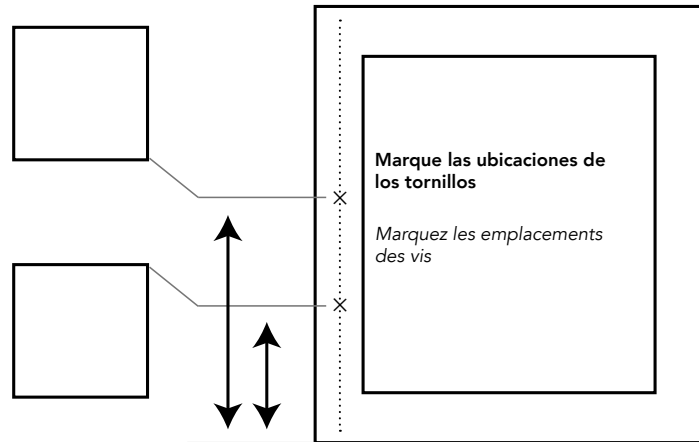 Marque las ubicaciones de
los tornillos
Marquez les emplacements
des vis